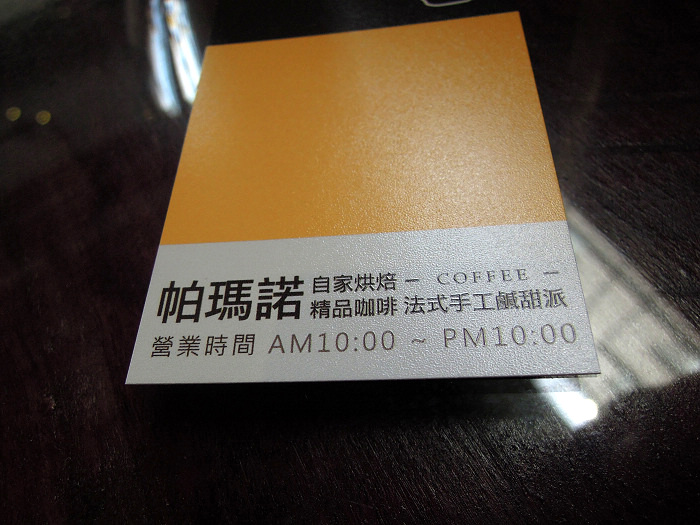 帕瑪諾 自家烘焙 – COFFEE –
精品咖啡 法式手工鹹甜派
營業時間 AM10:00 ~ PM10:00